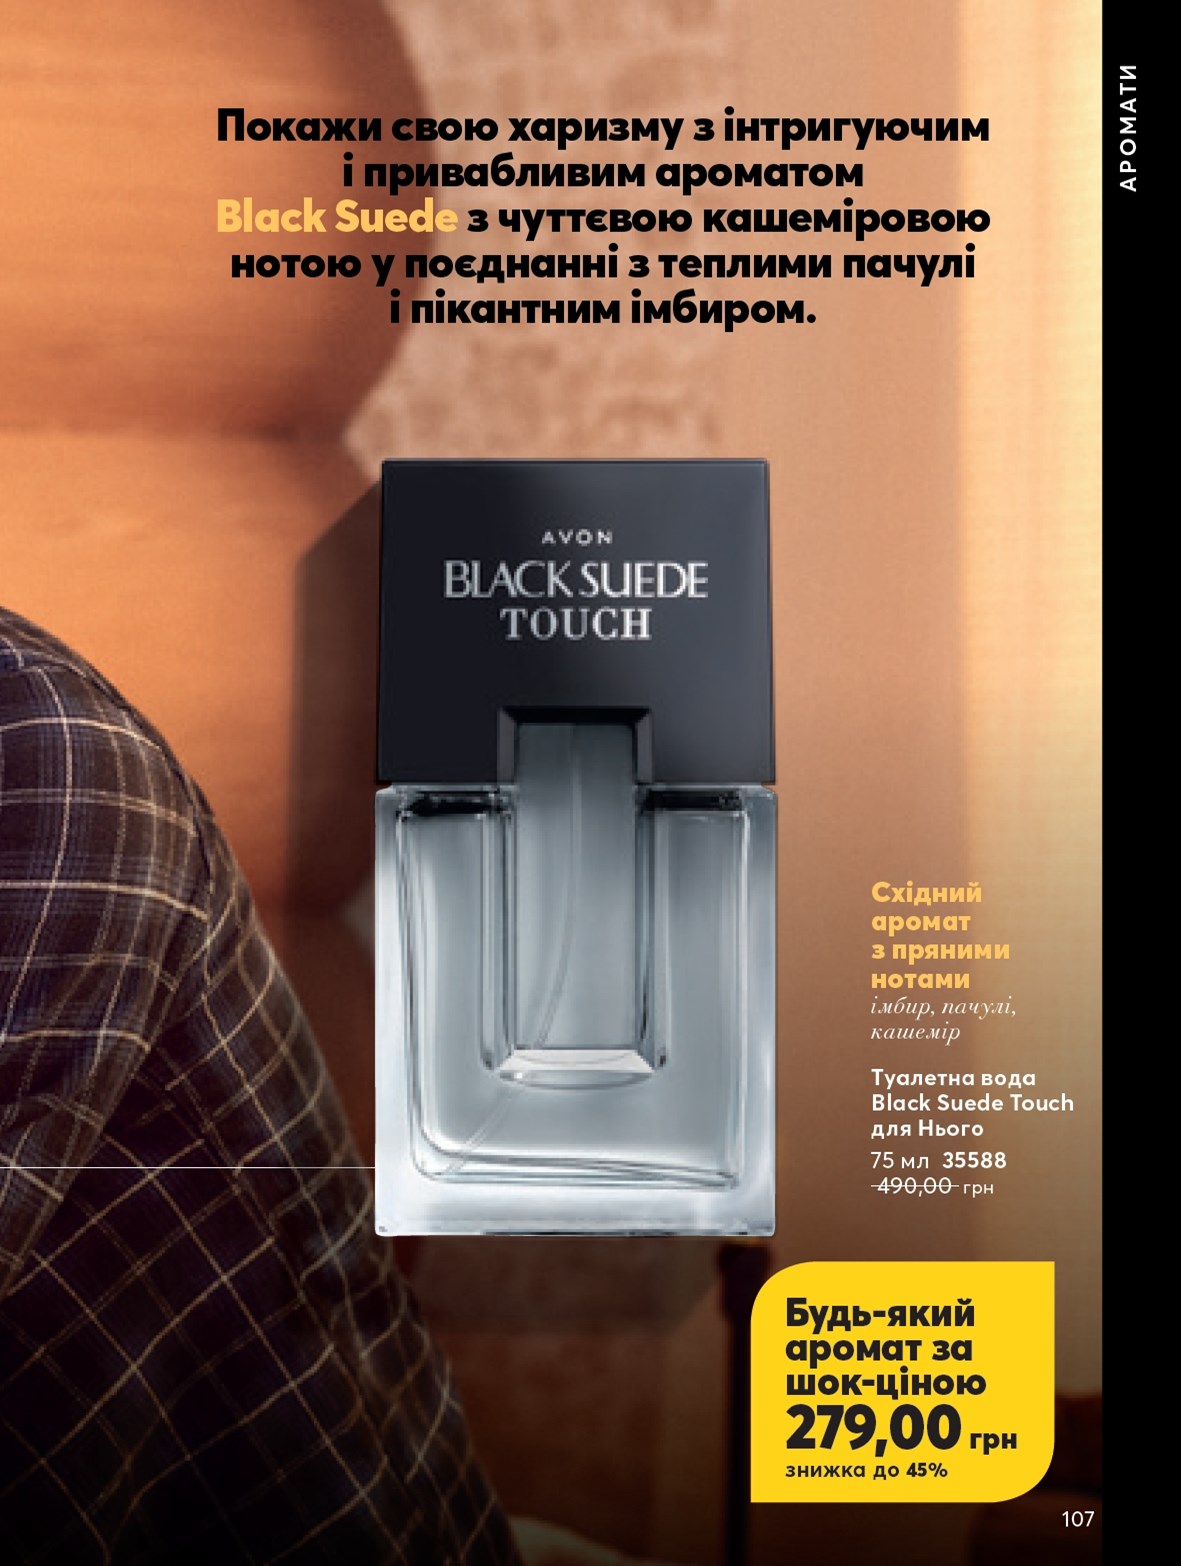 АРОМАТИ
Покажи свою харизму з інтригуючим
і привабливим ароматом
Black Suede з чуттєвою кашеміровою
нотою у поєднанні з теплими пачулі
і пікантним імбиром.
AVON
BLACK SUEDE
TOUCH
Східний
аромат
з пряними
нотами
імбир, пачулі,
кашемір
Туалетна вода
Black Suede Touch
для Нього
75 мл 35588
490,00 грн
Будь-який
аромат за
шок-ціною
279,00 грн
знижка до 45%
107